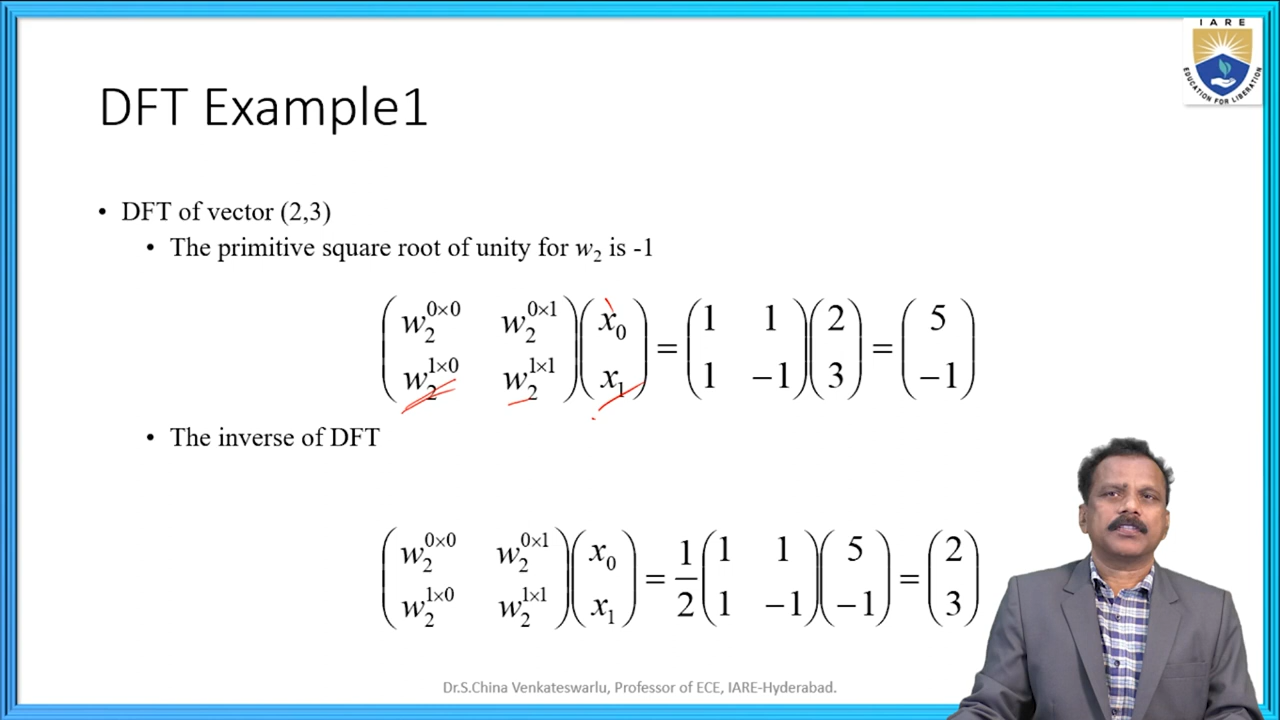 IARE
EDUCATION FOR LIBERATION
DFT Example1
• DFT of vector (2,3)
• The primitive square root of unity for w₂ is -1
( w₂^{0×0} w₂^{0×1} ; w₂^{1×0} w₂^{1×1} ) ( x₀ ; x₁ ) = ( 1 1 ; 1 −1 ) ( 2 ; 3 ) = ( 5 ; −1 )
• The inverse of DFT
( w₂^{0×0} w₂^{0×1} ; w₂^{1×0} w₂^{1×1} ) ( x₀ ; x₁ ) = 1/2 ( 1 1 ; 1 −1 ) ( 5 ; −1 ) = ( 2 ; 3 )
Dr.S.China Venkateswarlu, Professor of ECE, IARE-Hyderabad.